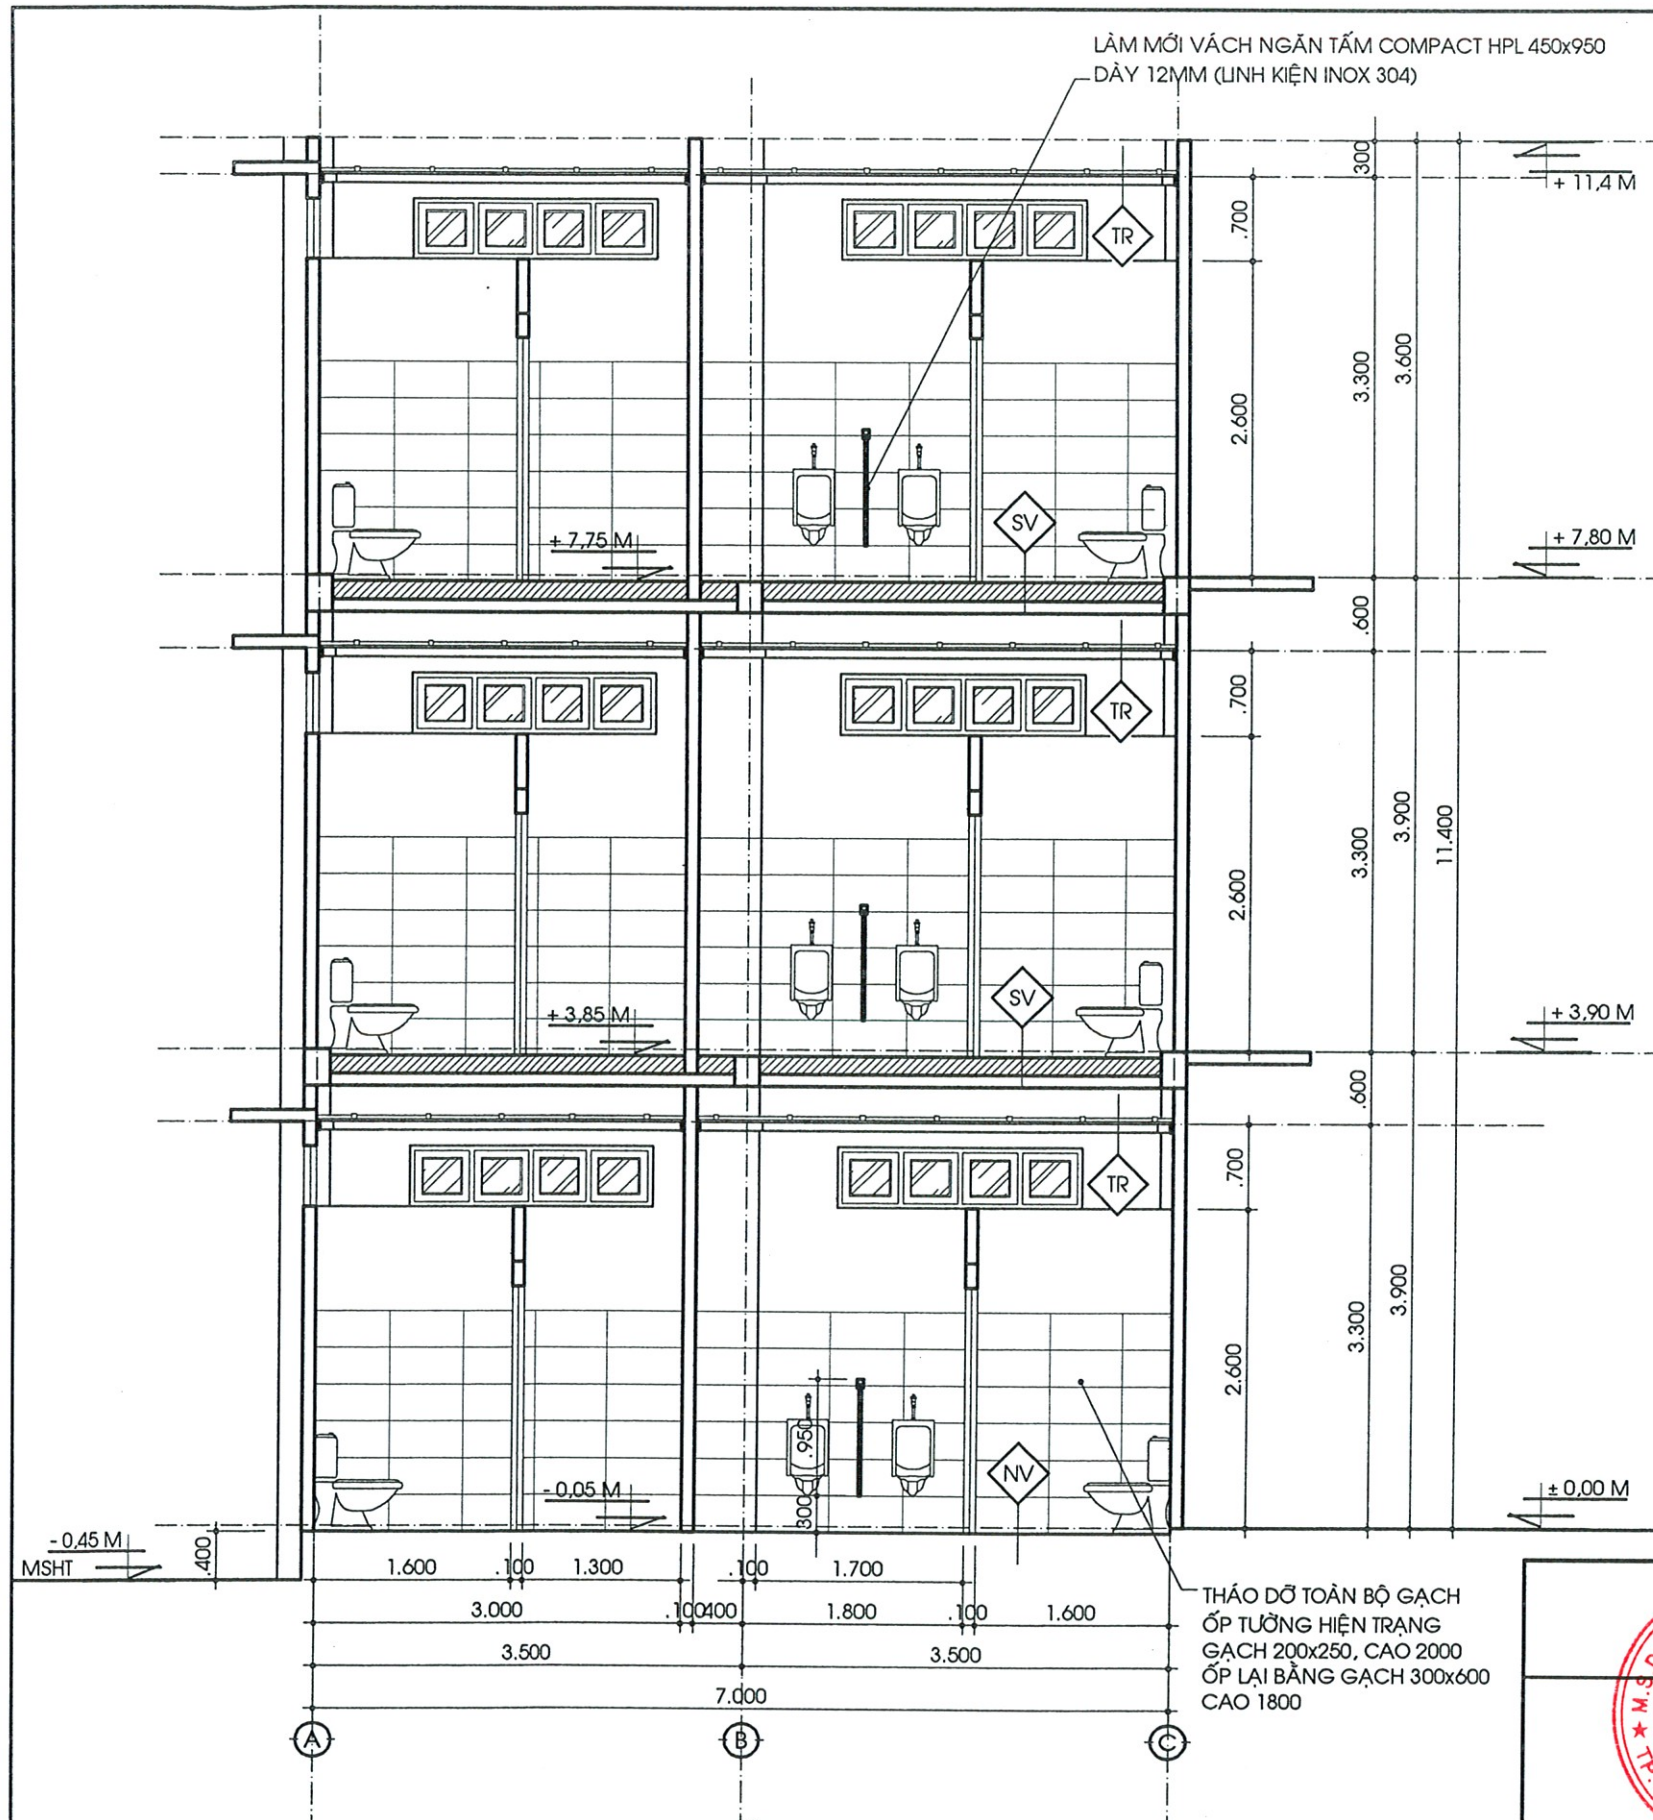 LÀM MỚI VÁCH NGĂN TẤM COMPACT HPL 450x950
DÀY 12MM (LINH KIỆN INOX 304)
.300
+ 11,4 M
TR
.700
3.300
3.600
2.600
SV
+ 7,75 M
+ 7,80 M
.600
TR
.700
3.300
3.900
11.400
2.600
SV
+ 3,85 M
+ 3,90 M
.600
TR
.700
3.300
3.900
2.600
.950
NV
.300
- 0,05 M
± 0,00 M
- 0,45 M
MSHT
.400
1.600 .100 1.300 .100 1.700
3.000 .100 400 1.800 .100 1.600
3.500 3.500
7.000
A B C
THÁO DỠ TOÀN BỘ GẠCH
ỐP TƯỜNG HIỆN TRẠNG
GẠCH 200x250, CAO 2000
ỐP LẠI BẰNG GẠCH 300x600
CAO 1800
M.S.D